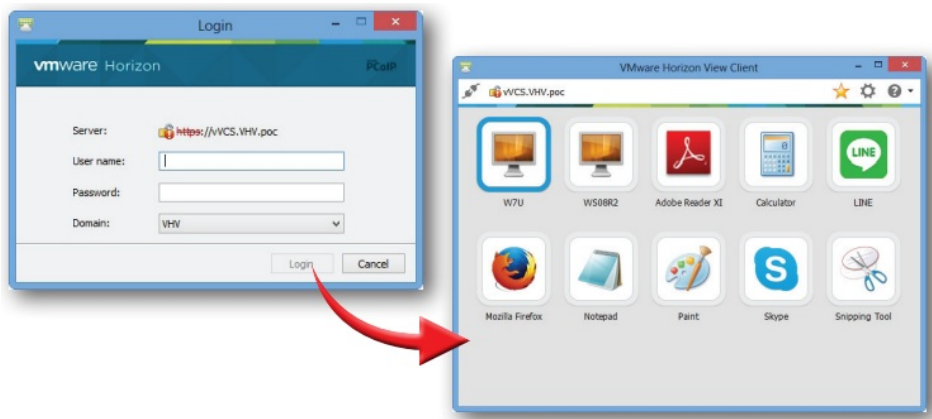 Login
vmware Horizon
PCoIP
Server:
https://vVCS.VHV.poc
User name:
Password:
Domain:
VHV
Login
Cancel
VMware Horizon View Client
vVCS.VHV.poc
W7U
WS08R2
Adobe Reader XI
Calculator
LINE
LINE
Mozilla Firefox
Notepad
Paint
Skype
Snipping Tool